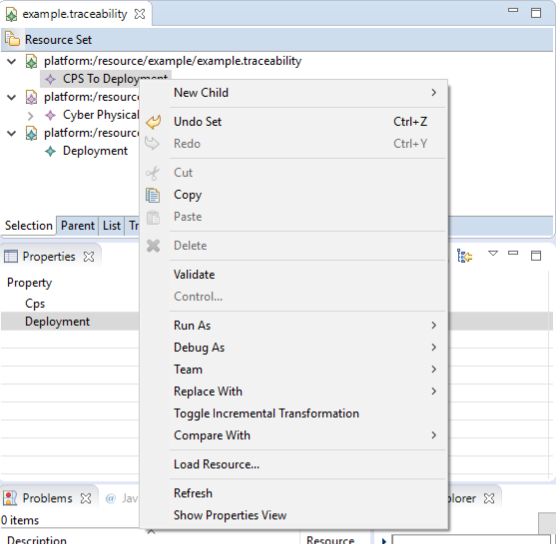 example.traceability
Resource Set
platform:/resource/example/example.traceability
CPS To Deployment
platform:/resourc
Cyber Physical
platform:/resourc
Deployment
Selection Parent List Tr
Properties
Property
Cps
Deployment
New Child
Undo Set Ctrl+Z
Redo Ctrl+Y
Cut
Copy
Paste
Delete
Validate
Control...
Run As
Debug As
Team
Replace With
Toggle Incremental Transformation
Compare With
Load Resource...
Refresh
Show Properties View
Problems @ Jav plorer
0 items
Description Resource